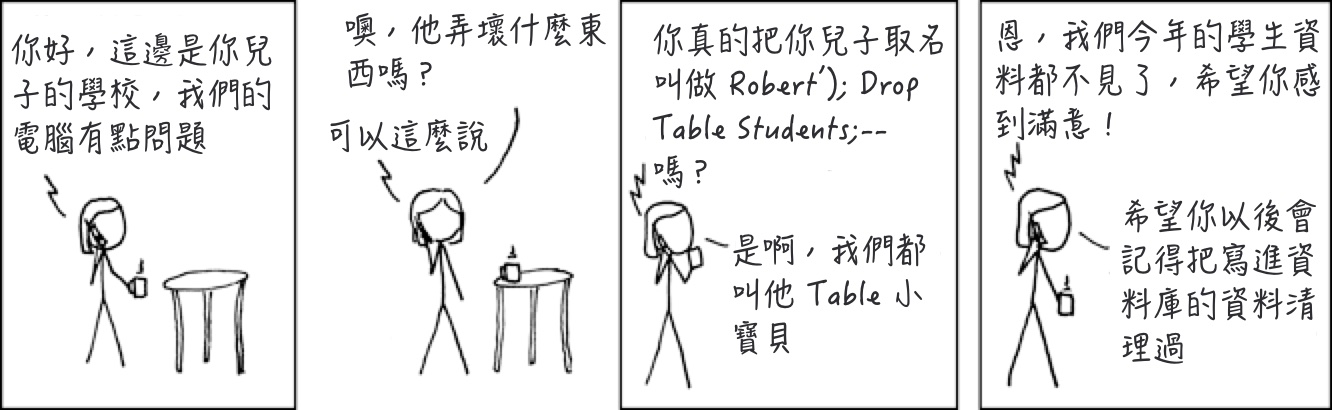 你好，這邊是你兒
子的學校，我們的
電腦有點問題
噢，他弄壞什麼東
西嗎？
可以這麼說
你真的把你兒子取名
叫做 Robert'); Drop
Table Students;--
嗎？
是啊，我們都
叫他 Table 小
寶貝
恩，我們今年的學生資
料都不見了，希望你感
到滿意！
希望你以後會
記得把寫進資
料庫的資料清
理過